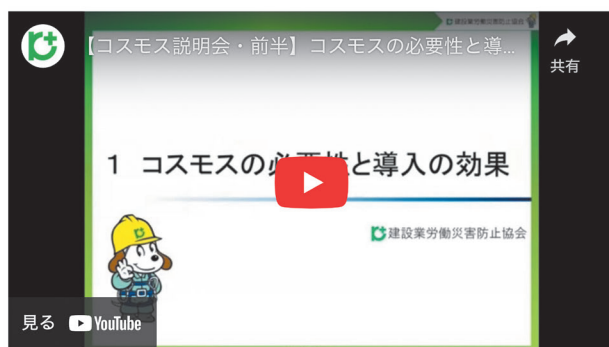 建設業労働災害防止協会
【コスモス説明会・前半】コスモスの必要性と導...
共有
1 コスモスの必要性と導入の効果
建設業労働災害防止協会
見る YouTube